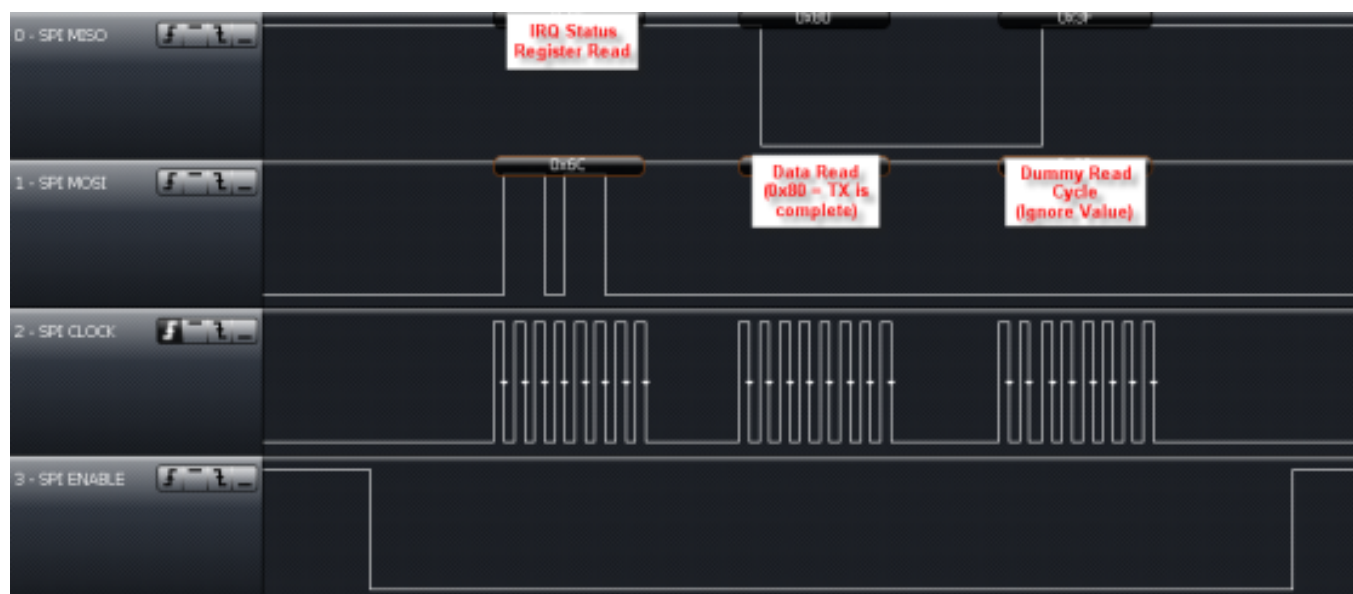 0 - SPI MISO
IRQ Status
Register Read
0x80
0x3F
1 - SPI MOSI
0x6C
Data Read
(0x80 = TX is
complete)
Dummy Read
Cycle
(Ignore Value)
2 - SPI CLOCK
3 - SPI ENABLE